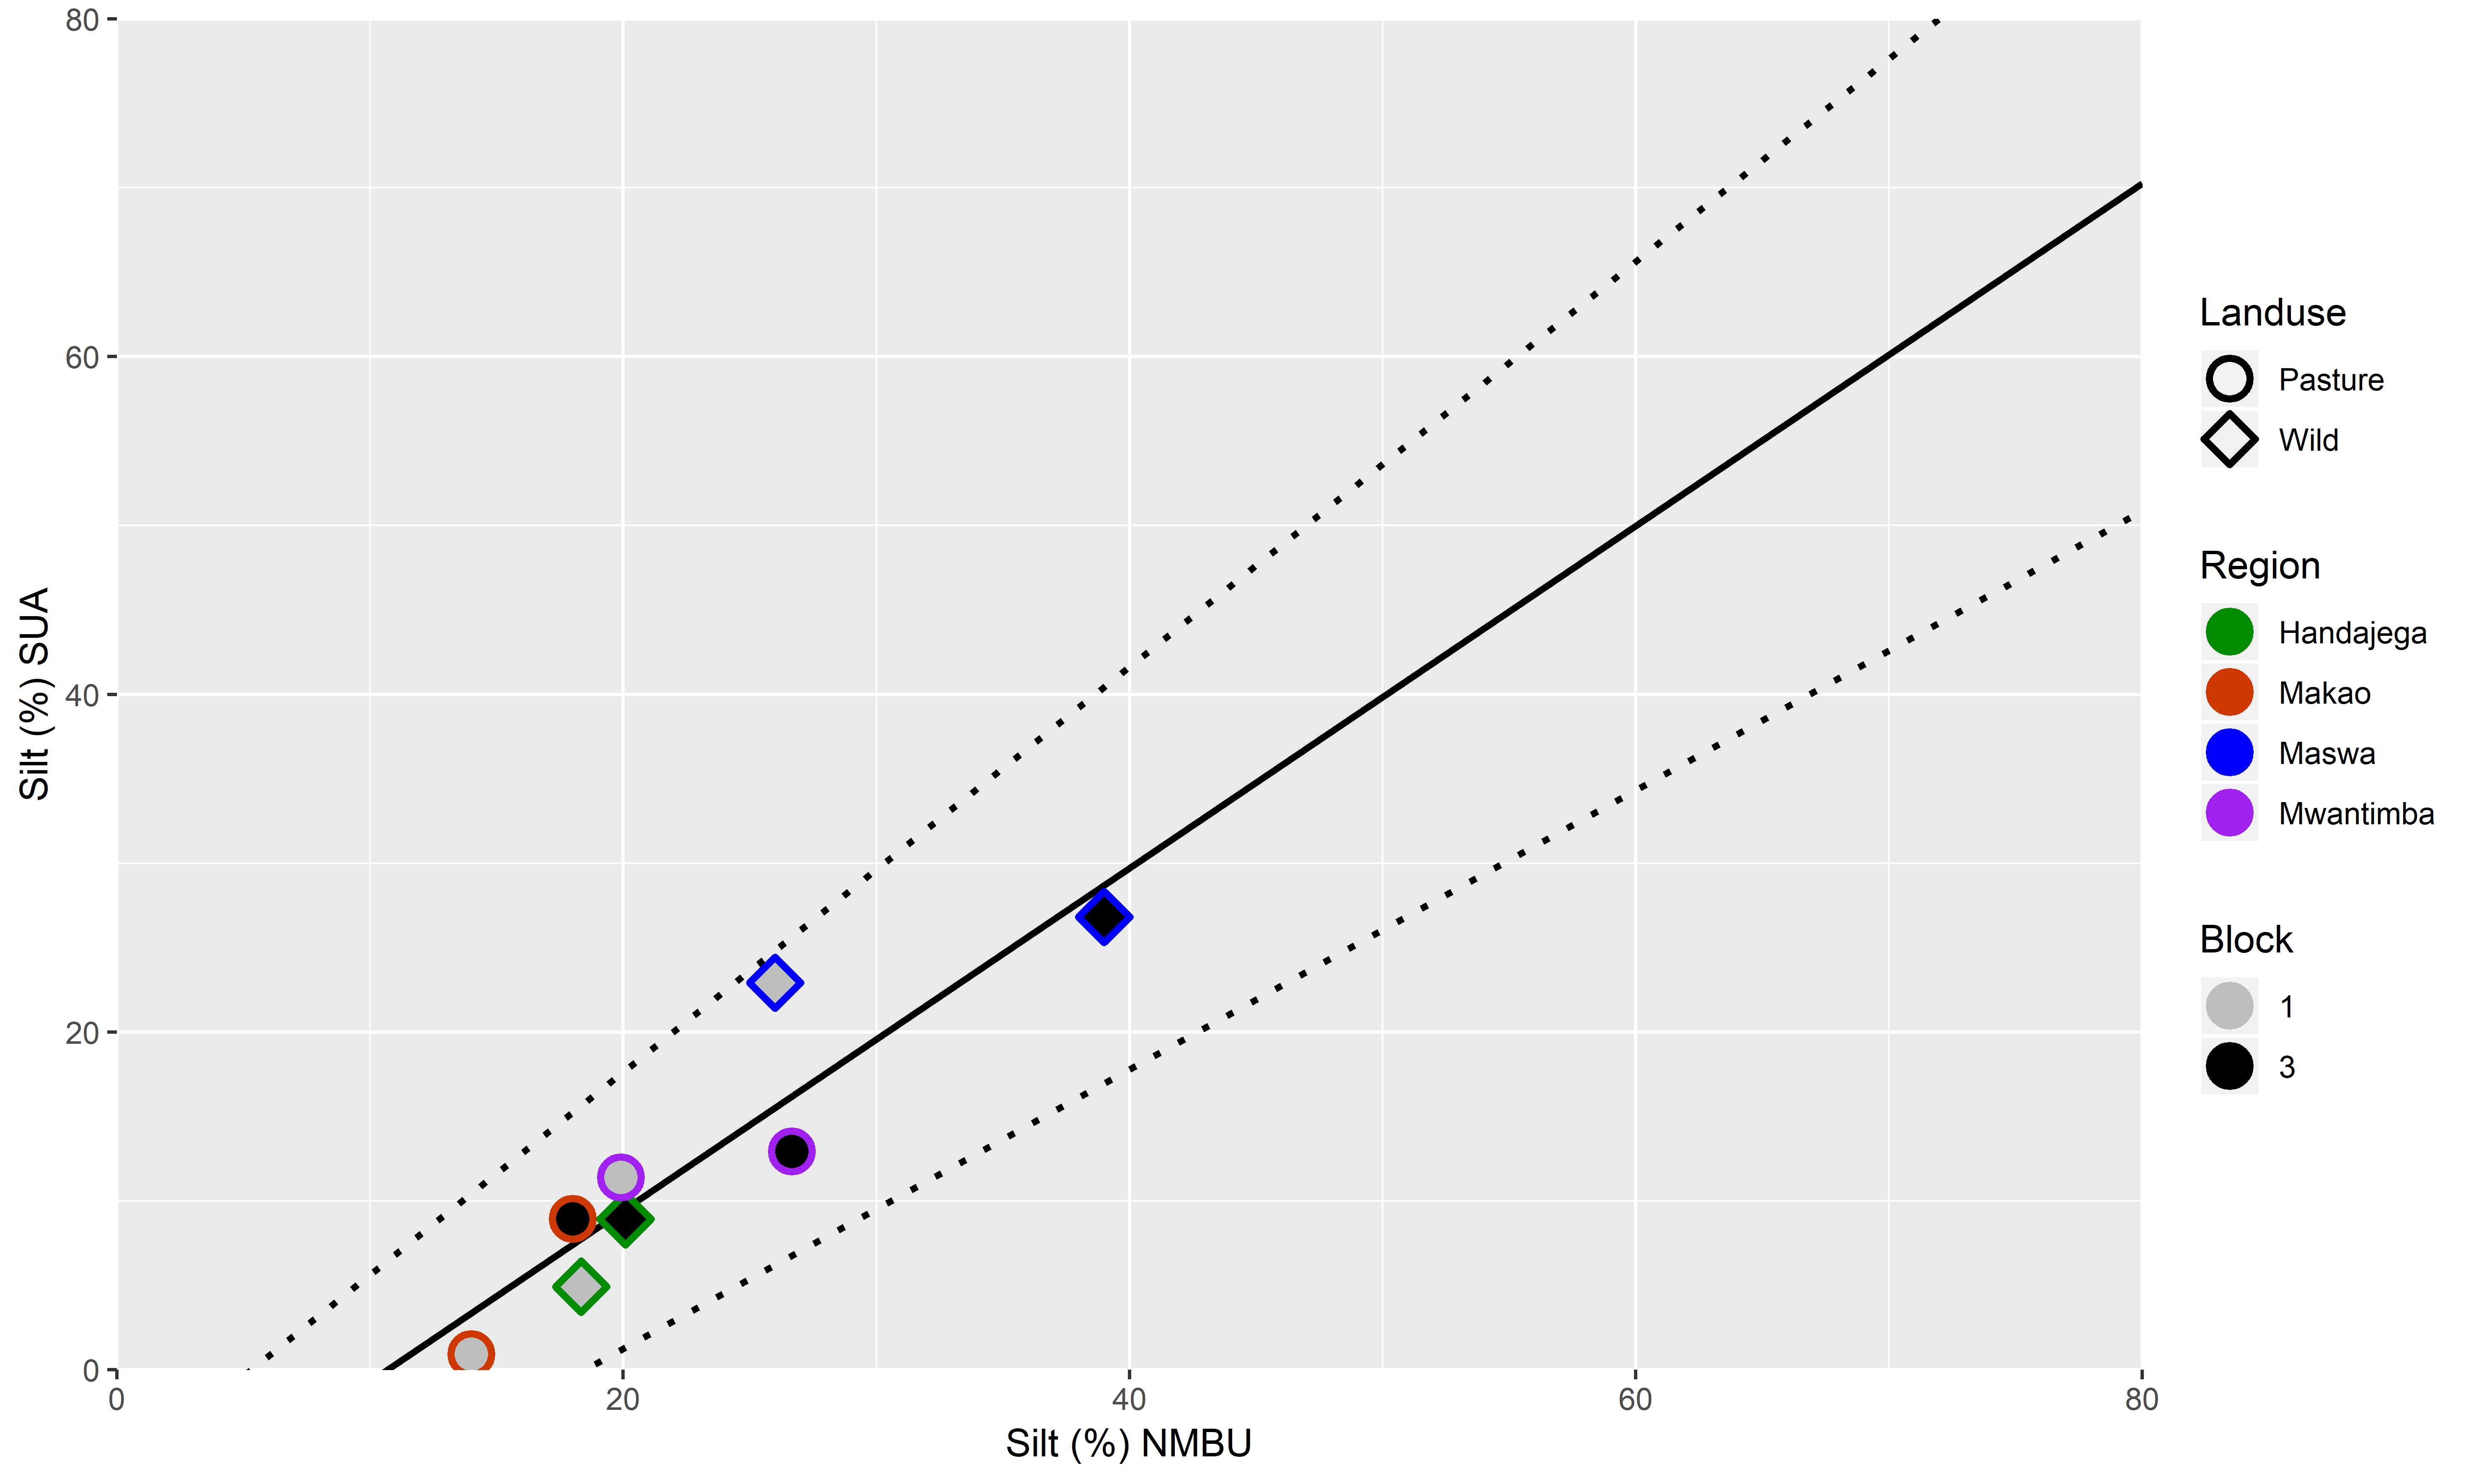 80
60
40
20
0
Silt (%) SUA
0 20 40 60 80
Silt (%) NMBU
Landuse
Pasture
Wild
Region
Handajega
Makao
Maswa
Mwantimba
Block
1
3